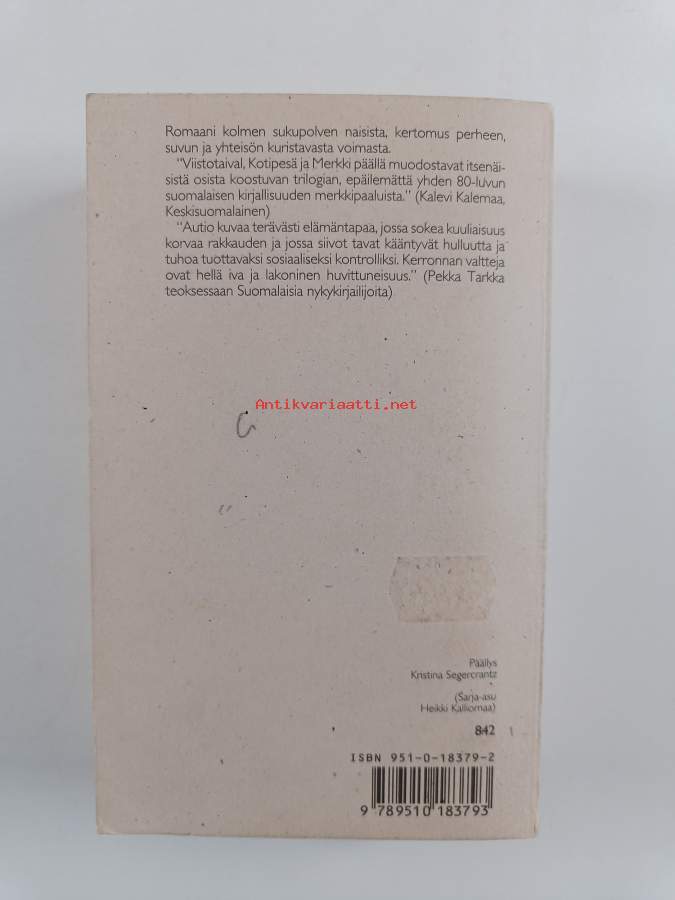 Romaani kolmen sukupolven naisista, kertomus perheen,
suvun ja yhteisön kuristavasta voimasta.
"Viistotaival, Kotipesä ja Merkki päällä muodostavat itsenäi-
sistä osista koostuvan trilogian, epäilemättä yhden 80-luvun
suomalaisen kirjallisuuden merkkipaaluista." (Kalevi Kalemaa,
Keskisuomalainen)
"Autio kuvaa terävästi elämäntapaa, jossa sokea kuuliaisuus
korvaa rakkauden ja jossa siivot tavat kääntyvät hulluutta ja
tuhoa tuottavaksi sosiaaliseksi kontrolliksi. Kerronnan valtteja
ovat hellä iva ja lakoninen huvittuneisuus." (Pekka Tarkka
teoksessaan Suomalaisia nykykirjailijoita)
Antikvariaatti.net
Päällys
Kristina Segercrantz
(Sarja-asu
Heikki Kalliomaa)
842
ISBN 951-0-18379-2
9 789510 183793